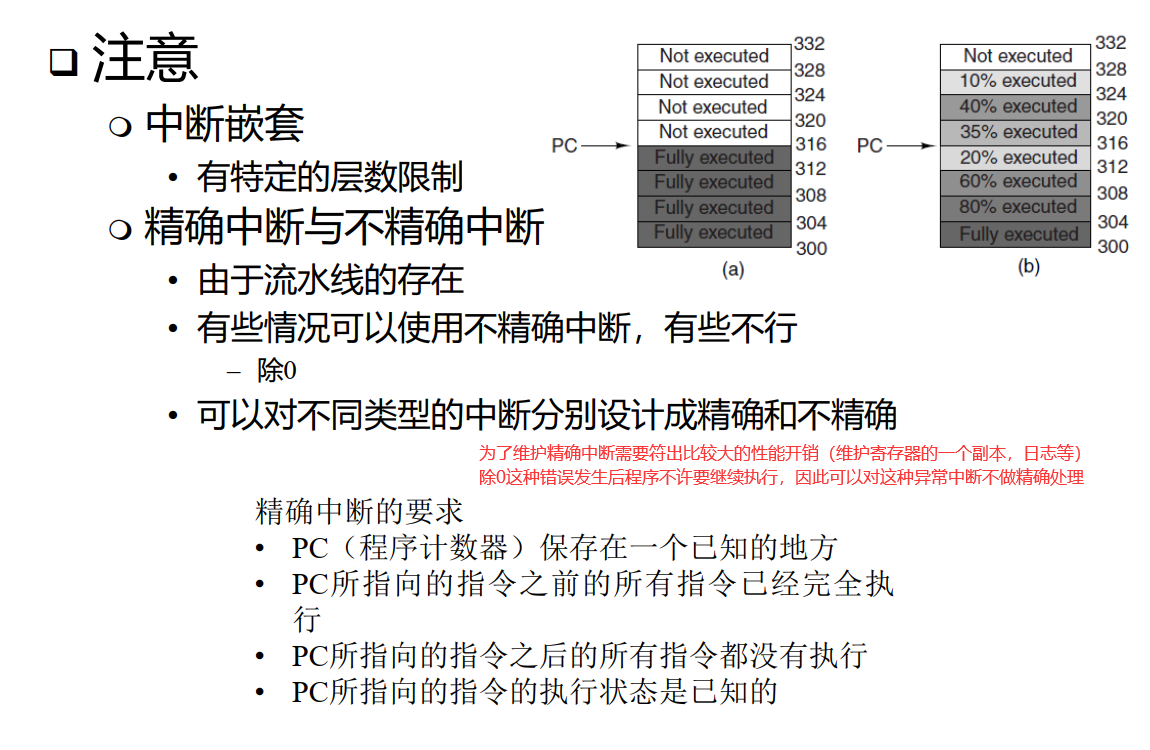 注意
中断嵌套
• 有特定的层数限制
精确中断与不精确中断
• 由于流水线的存在
• 有些情况可以使用不精确中断，有些不行
– 除0
• 可以对不同类型的中断分别设计成精确和不精确
Not executed
Not executed
Not executed
Not executed
Fully executed
Fully executed
Fully executed
Fully executed
332
328
324
320
316
312
308
304
300
PC
(a)
Not executed
10% executed
40% executed
35% executed
20% executed
60% executed
80% executed
Fully executed
332
328
324
320
316
312
308
304
300
PC
(b)
为了维护精确中断需要符出比较大的性能开销（维护寄存器的一个副本，日志等）
除0这种错误发生后程序不许要继续执行，因此可以对这种异常中断不做精确处理
精确中断的要求
• PC（程序计数器）保存在一个已知的地方
• PC所指向的指令之前的所有指令已经完全执
行
• PC所指向的指令之后的所有指令都没有执行
• PC所指向的指令的执行状态是已知的